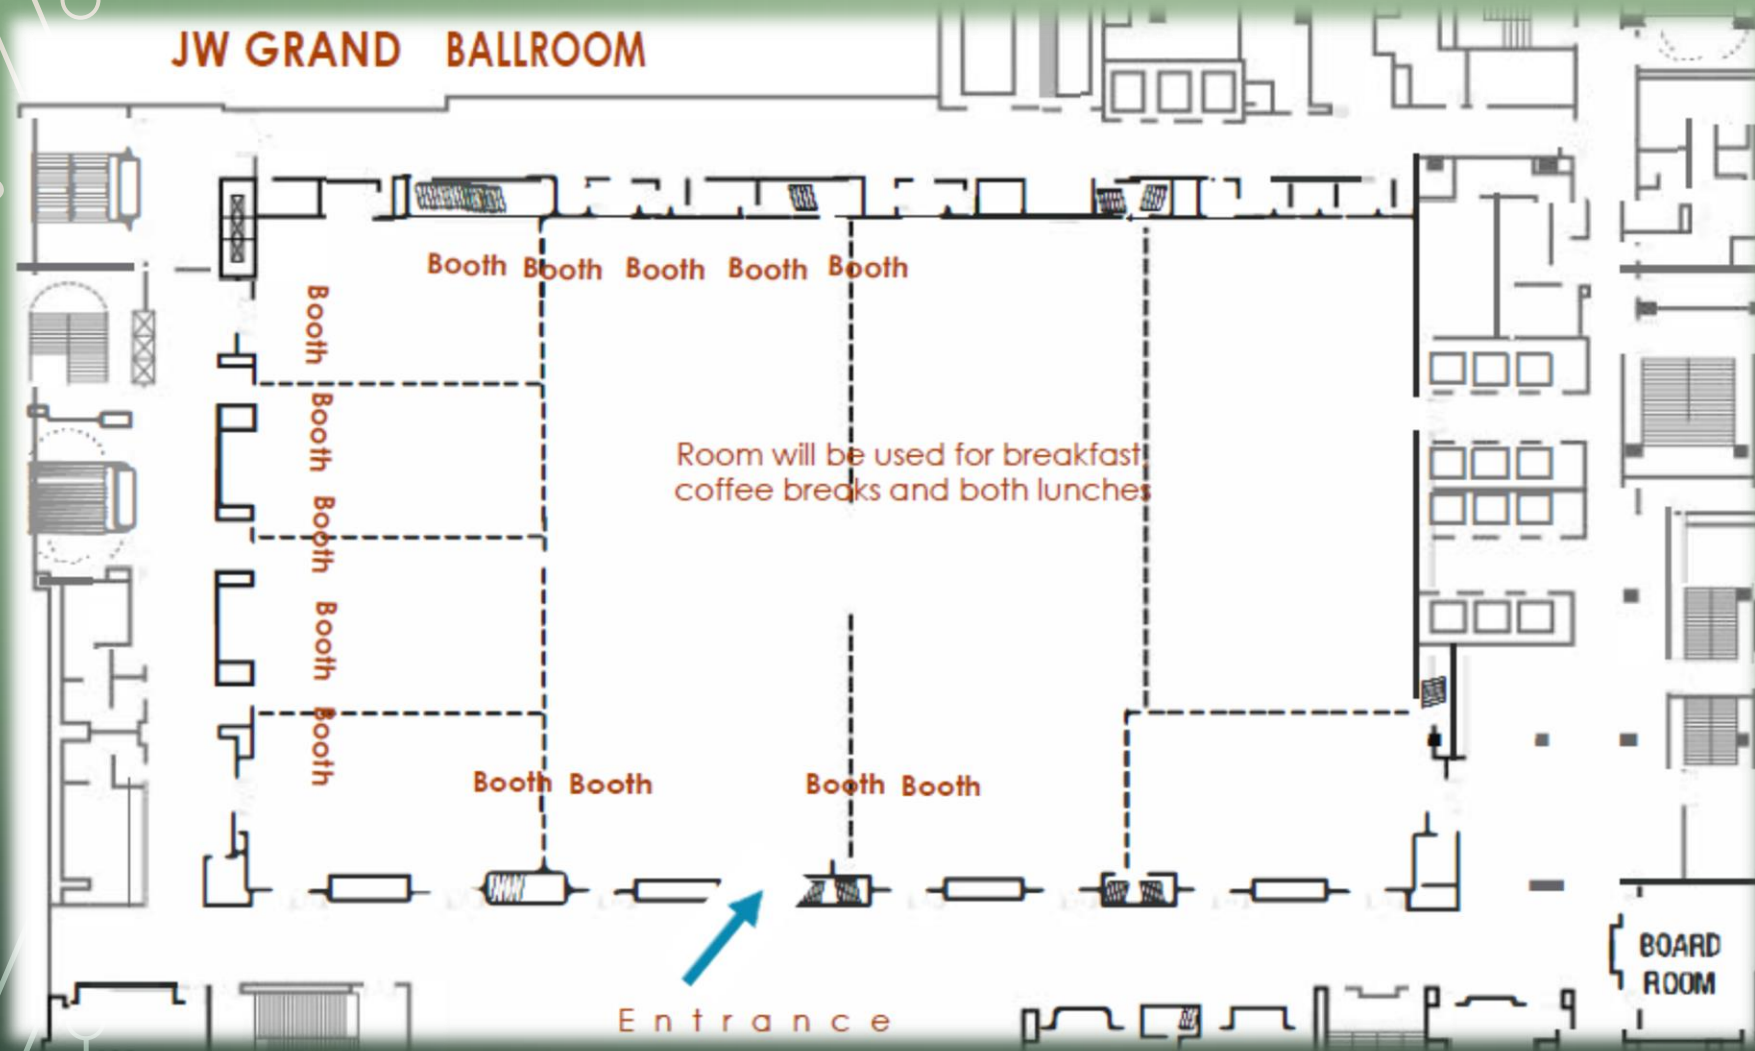 JW GRAND BALLROOM
Booth Booth Booth Booth Booth
Booth
Booth
Room will be used for breakfast,
coffee breaks and both lunches
Booth
Booth
Booth
Booth Booth Booth Booth
BOARD
ROOM
Entrance